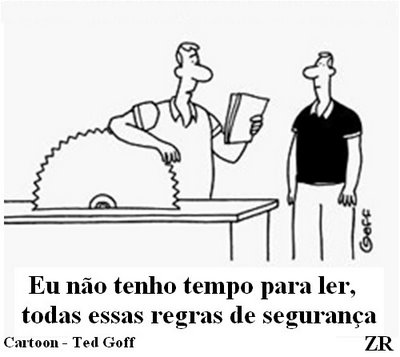 Goff
Eu não tenho tempo para ler,
todas essas regras de segurança
Cartoon - Ted Goff
ZR